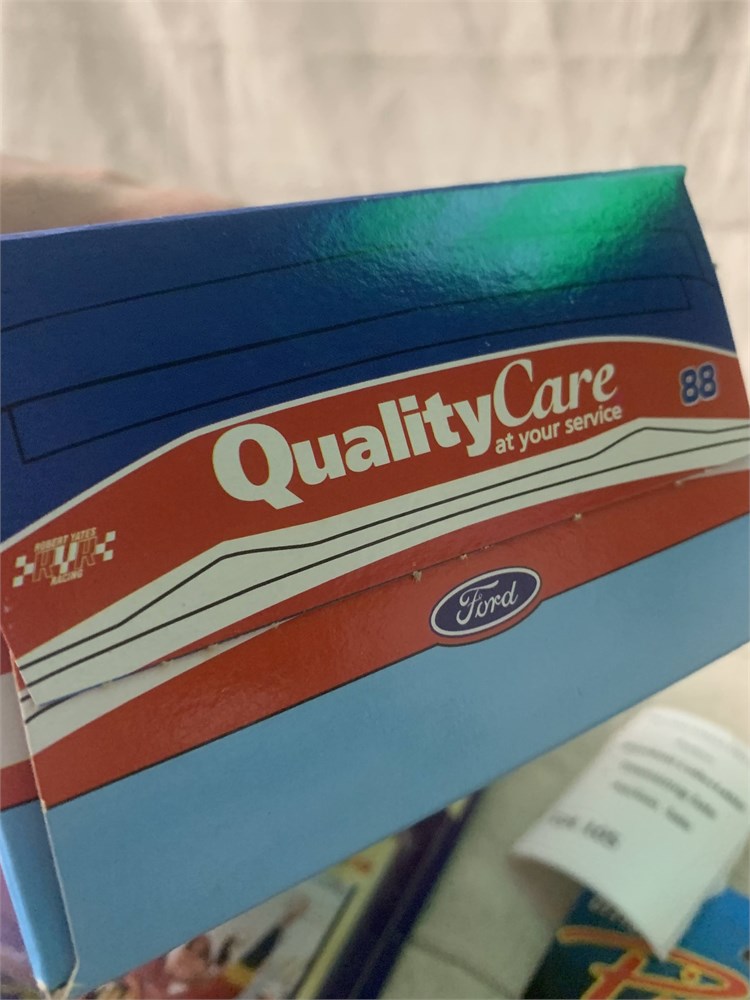 QualityCare
at your service
88
ROBERT YATES
RYR
RACING
Ford